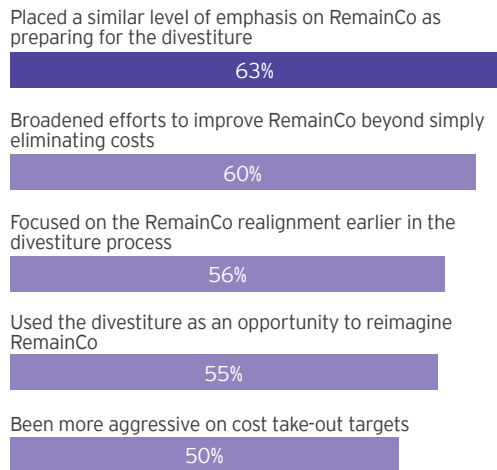 Placed a similar level of emphasis on RemainCo as
preparing for the divestiture
63%
Broadened efforts to improve RemainCo beyond simply
eliminating costs
60%
Focused on the RemainCo realignment earlier in the
divestiture process
56%
Used the divestiture as an opportunity to reimagine
RemainCo
55%
Been more aggressive on cost take-out targets
50%